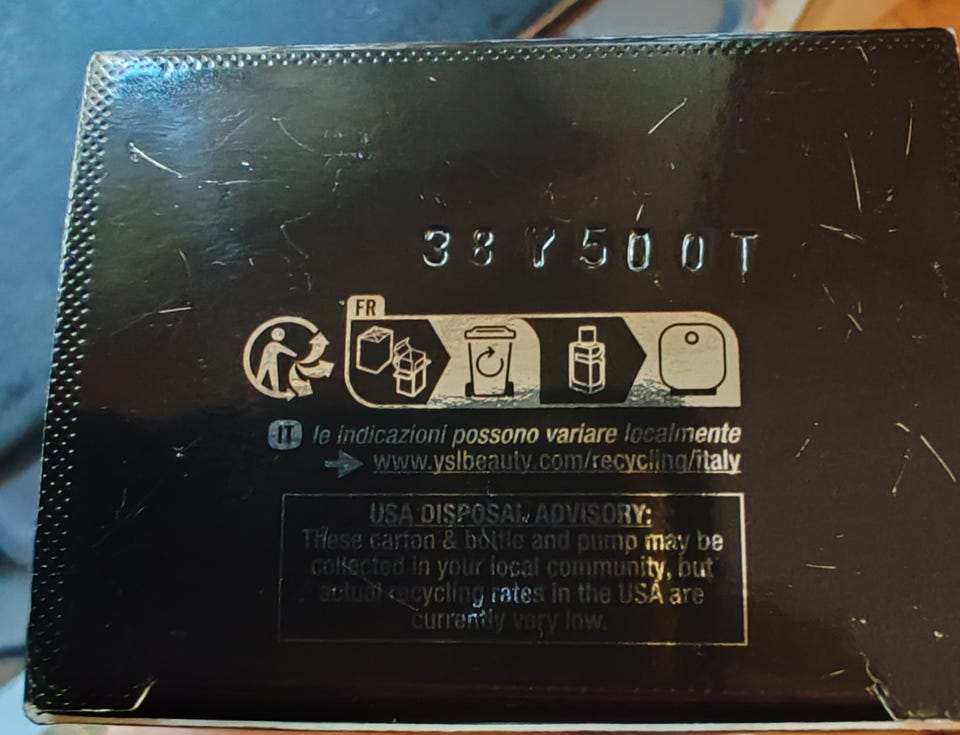 38Y500T
FR
IT le indicazioni possono variare localmente
www.yslbeauty.com/recycling/italy
USA DISPOSAL ADVISORY:
These carton & bottle and pump may be
collected in your local community, but
actual recycling rates in the USA are
currently very low.